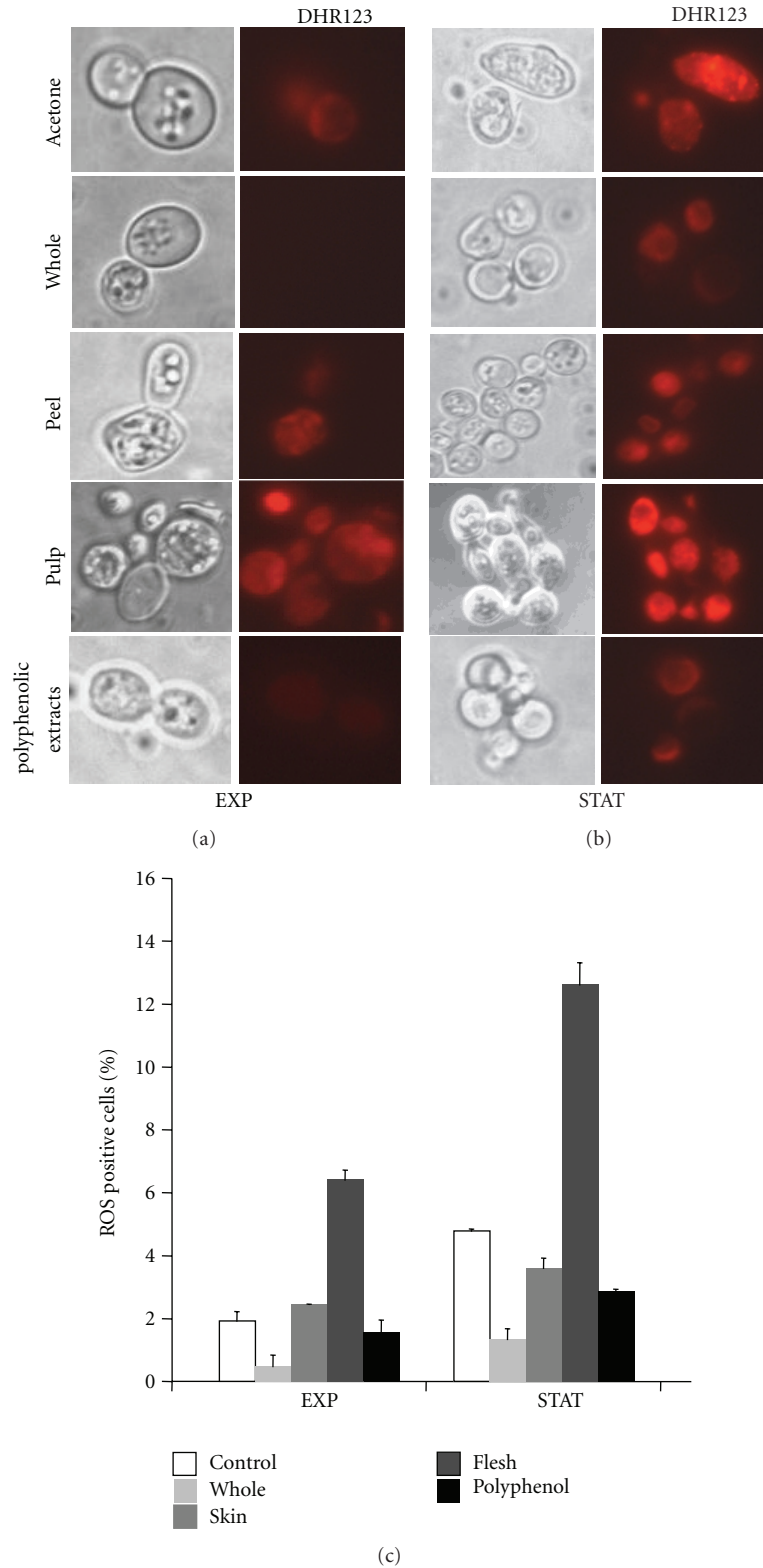 DHR123
DHR123
Acetone
Whole
Peel
Pulp
polyphenolic
extracts
EXP
STAT
(a)
(b)
16
14
12
10
8
6
4
2
0
ROS positive cells (%)
EXP
STAT
Control
Whole
Skin
Flesh
Polyphenol
(c)